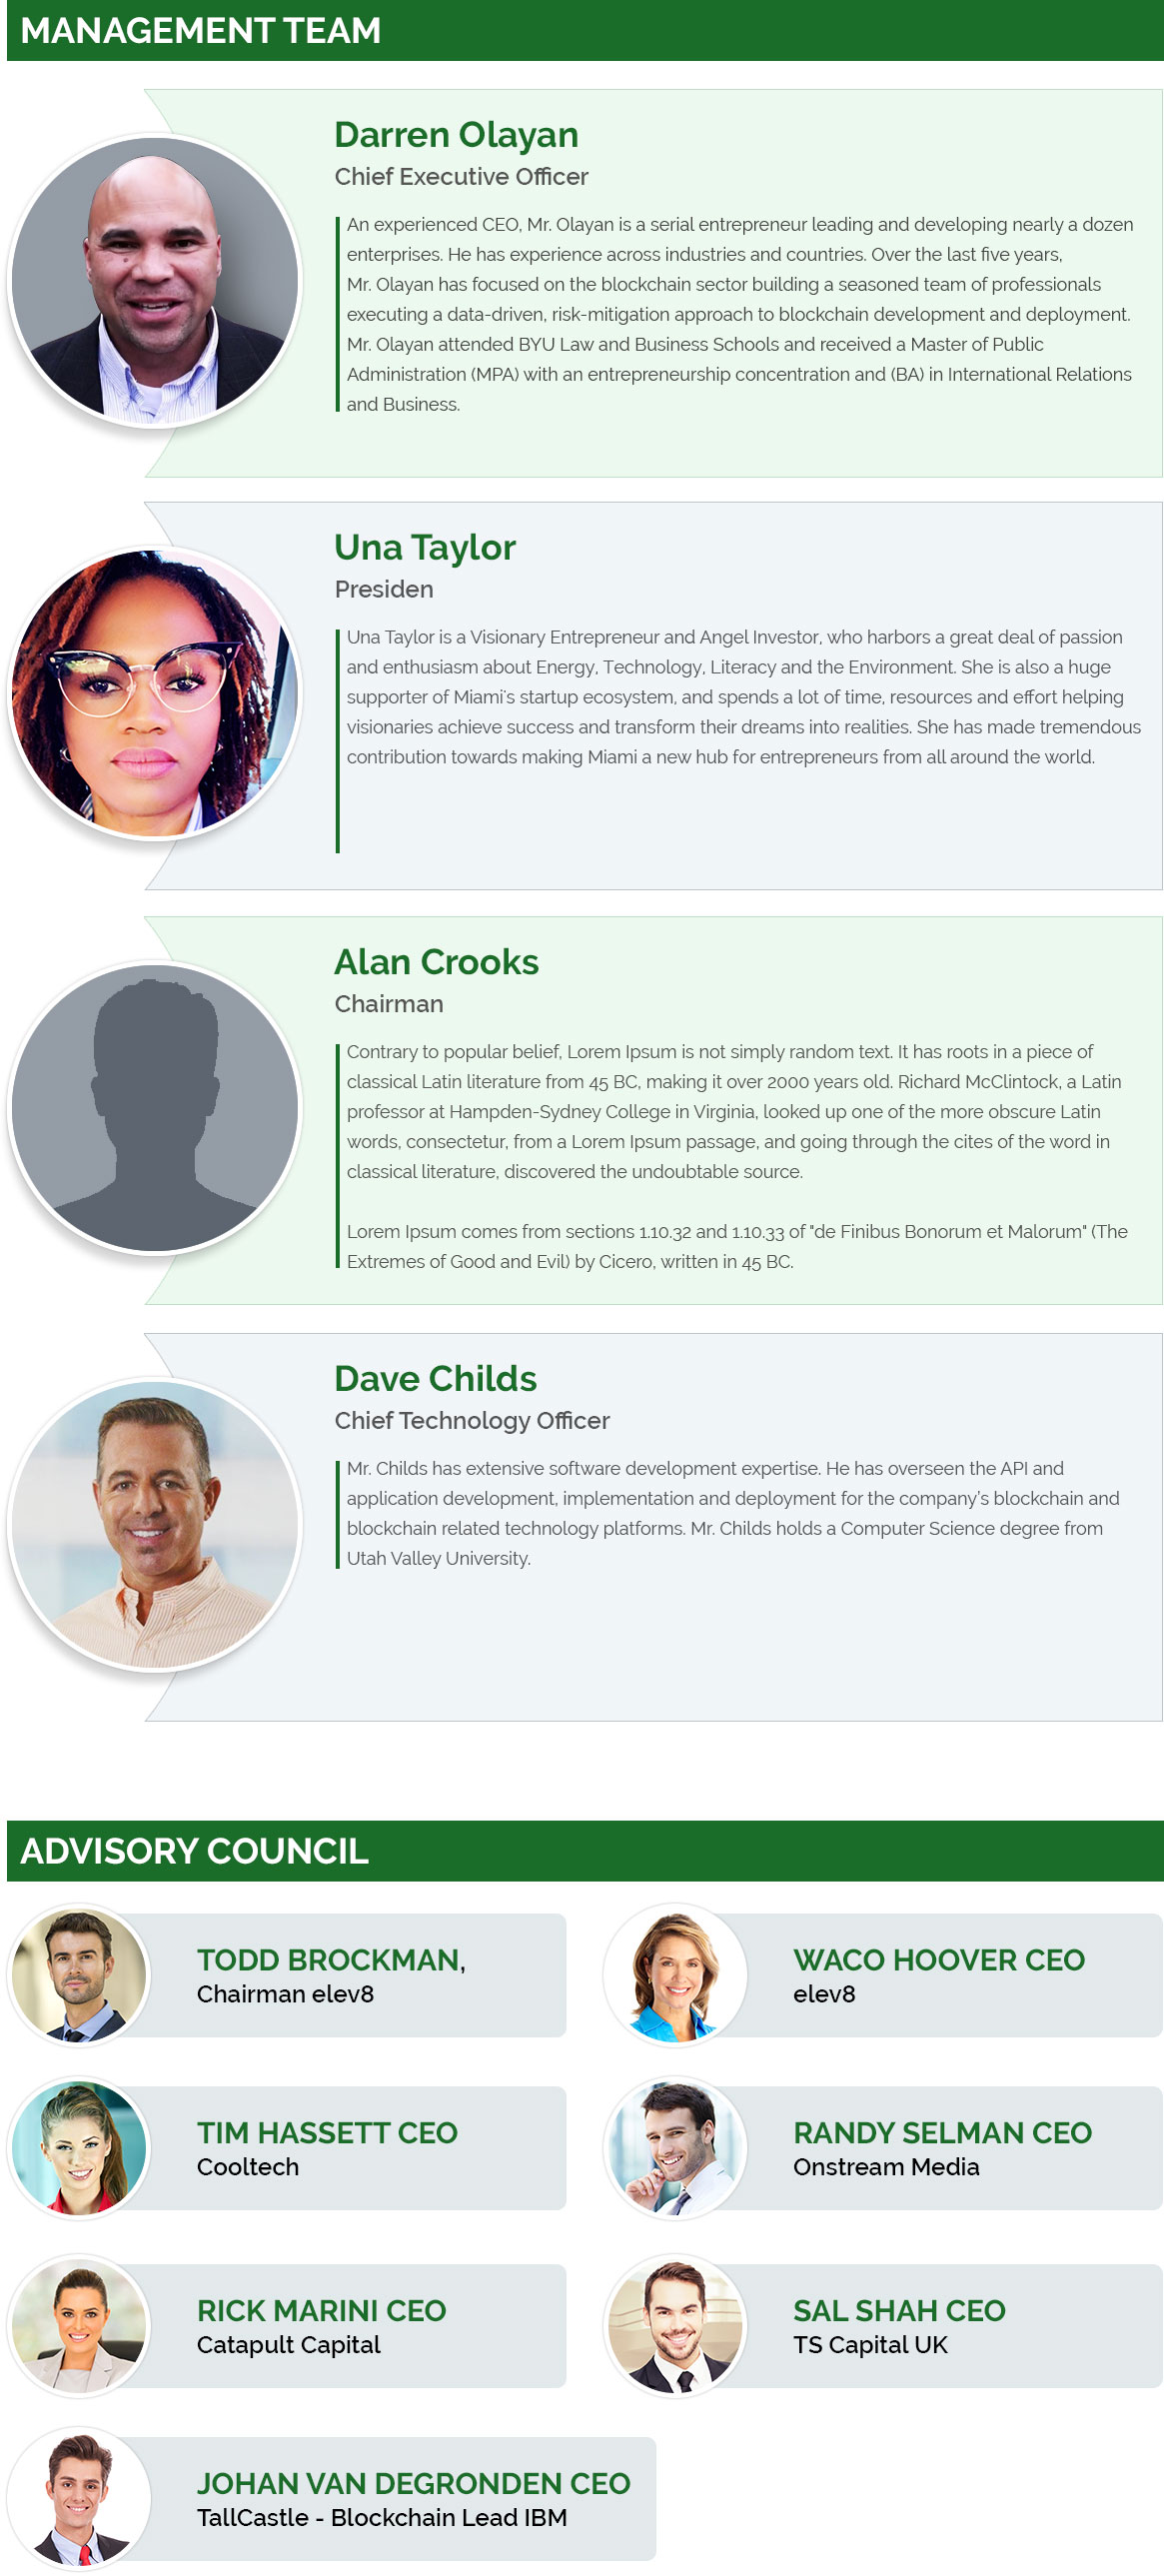 MANAGEMENT TEAM
Darren Olayan
Chief Executive Officer
An experienced CEO, Mr. Olayan is a serial entrepreneur leading and developing nearly a dozen
enterprises. He has experience across industries and countries. Over the last five years,
Mr. Olayan has focused on the blockchain sector building a seasoned team of professionals
executing a data-driven, risk-mitigation approach to blockchain development and deployment.
Mr. Olayan attended BYU Law and Business Schools and received a Master of Public
Administration (MPA) with an entrepreneurship concentration and (BA) in International Relations
and Business.
Una Taylor
Presiden
Una Taylor is a Visionary Entrepreneur and Angel Investor, who harbors a great deal of passion
and enthusiasm about Energy, Technology, Literacy and the Environment. She is also a huge
supporter of Miami's startup ecosystem, and spends a lot of time, resources and effort helping
visionaries achieve success and transform their dreams into realities. She has made tremendous
contribution towards making Miami a new hub for entrepreneurs from all around the world.
Alan Crooks
Chairman
Contrary to popular belief, Lorem Ipsum is not simply random text. It has roots in a piece of
classical Latin literature from 45 BC, making it over 2000 years old. Richard McClintock, a Latin
professor at Hampden-Sydney College in Virginia, looked up one of the more obscure Latin
words, consectetur, from a Lorem Ipsum passage, and going through the cites of the word in
classical literature, discovered the undoubtable source.
Lorem Ipsum comes from sections 1.10.32 and 1.10.33 of "de Finibus Bonorum et Malorum" (The
Extremes of Good and Evil) by Cicero, written in 45 BC.
Dave Childs
Chief Technology Officer
Mr. Childs has extensive software development expertise. He has overseen the API and
application development, implementation and deployment for the company's blockchain and
blockchain related technology platforms. Mr. Childs holds a Computer Science degree from
Utah Valley University.
ADVISORY COUNCIL
TODD BROCKMAN,
Chairman elev8
WACO HOOVER CEO
elev8
TIM HASSETT CEO
Cooltech
RANDY SELMAN CEO
Onstream Media
RICK MARINI CEO
Catapult Capital
SAL SHAH CEO
TS Capital UK
JOHAN VAN DEGRONDEN CEO
TallCastle - Blockchain Lead IBM